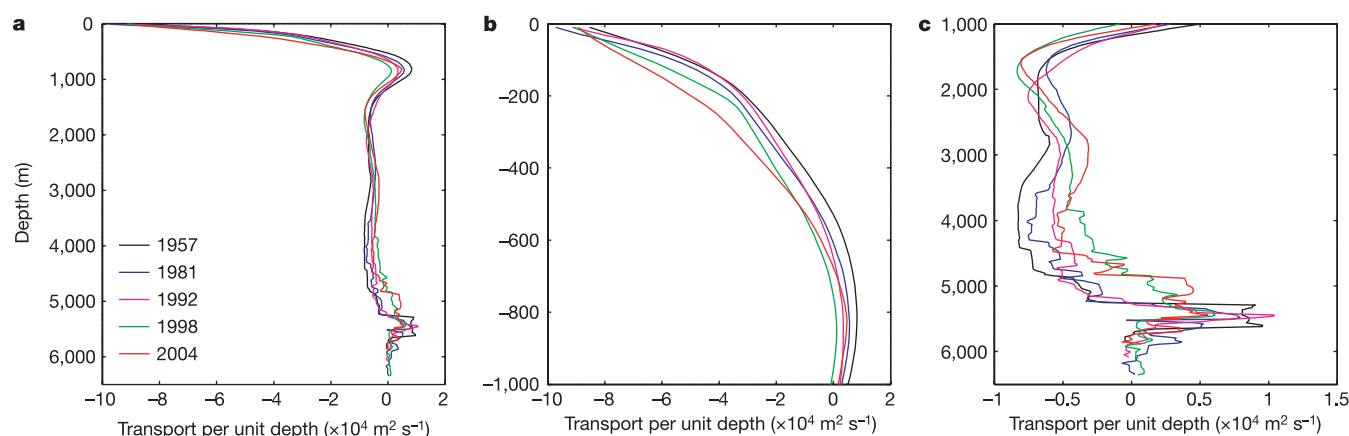 a
Depth (m)
0
1,000
2,000
3,000
4,000
5,000
6,000
1957
1981
1992
1998
2004
−10 −8 −6 −4 −2 0 2
Transport per unit depth (×10⁴ m² s⁻¹)
b
0
−200
−400
−600
−800
−1,000
−10 −8 −6 −4 −2 0 2
Transport per unit depth (×10⁴ m² s⁻¹)
c
1,000
2,000
3,000
4,000
5,000
6,000
−1 −0.5 0 0.5 1 1.5
Transport per unit depth (×10⁴ m² s⁻¹)